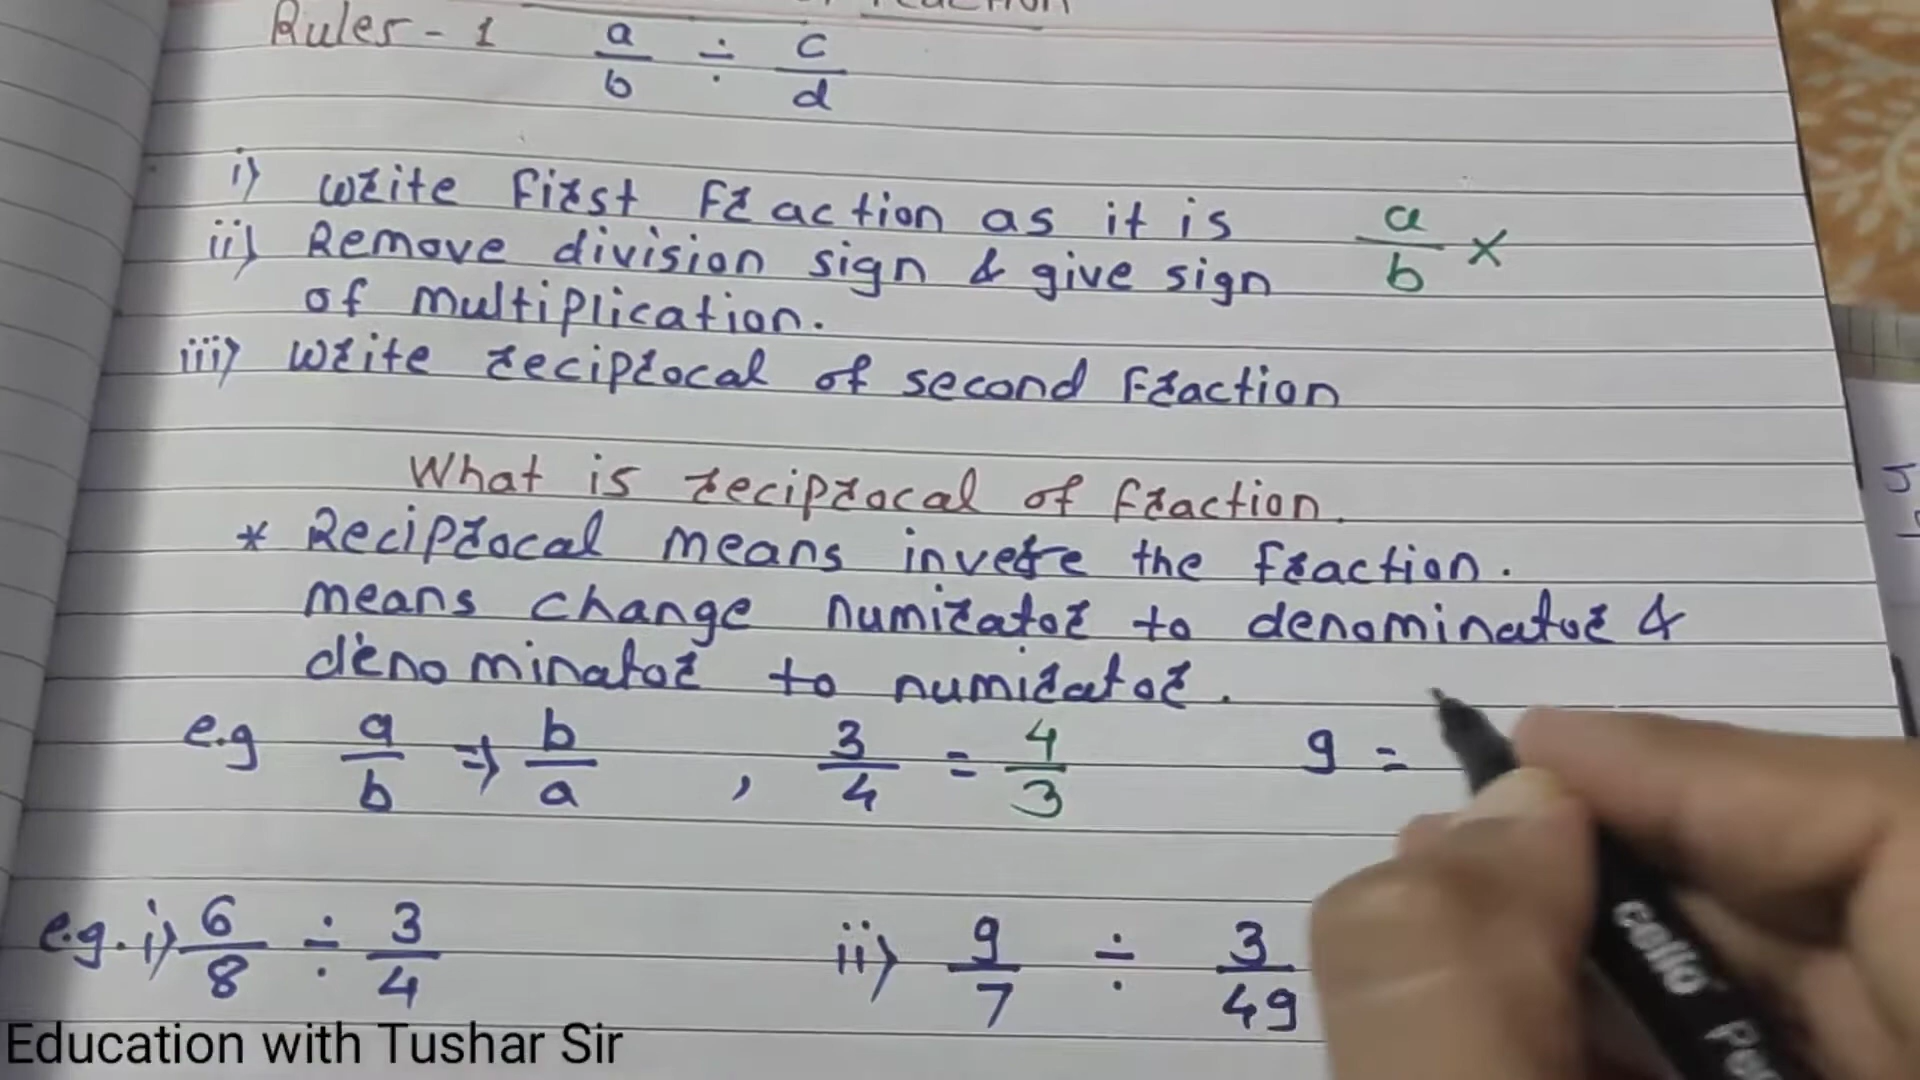 Rules - 1 a/b ÷ c/d
i) write first fraction as it is a/b ×
ii) Remove division sign & give sign
of multiplication.
iii) write reciprocal of second fraction
What is reciprocal of fraction.
* Reciprocal means the fraction.
means change numirator to denominator &
denominator to numirator.
e.g a/b ⇒ b/a , 3/4 = 4/3 9 =
e.g. i) 6/8 ÷ 3/4 ii) 9/7 ÷ 3/49
Education with Tushar Sir
cello